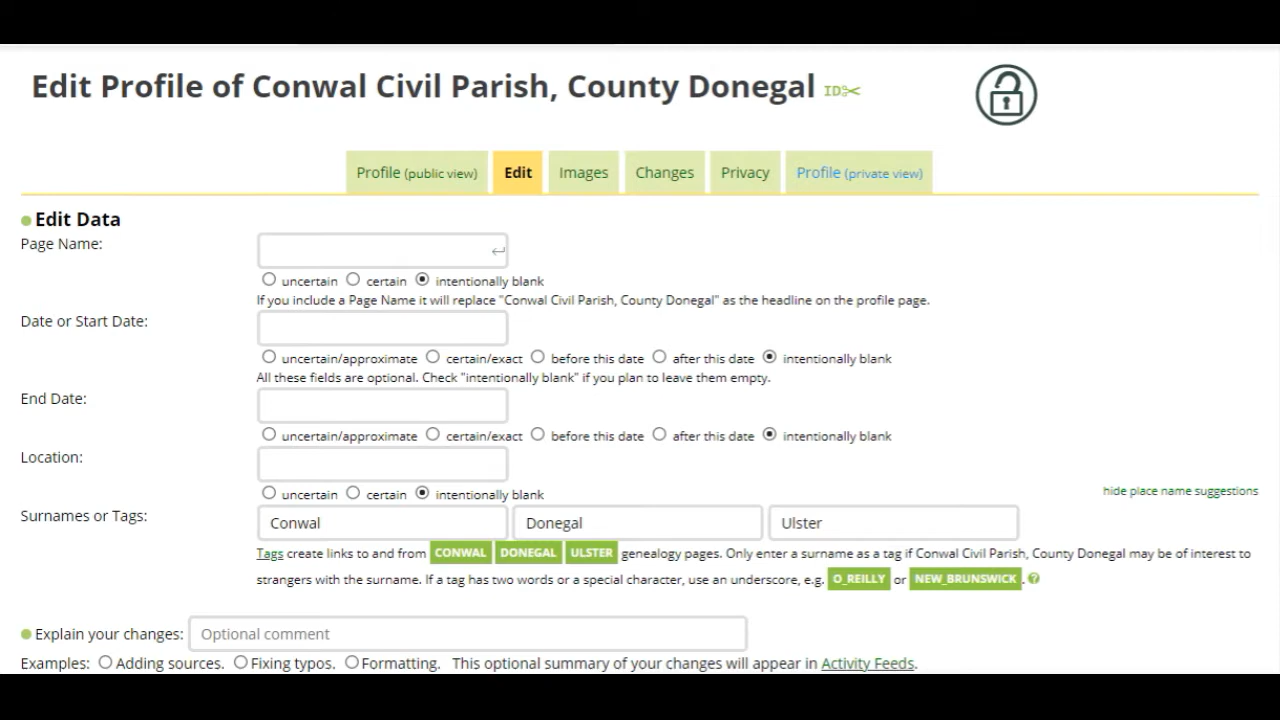 Edit Profile of Conwal Civil Parish, County Donegal ID
Profile (public view) Edit Images Changes Privacy Profile (private view)
Edit Data
Page Name:
uncertain certain intentionally blank
If you include a Page Name it will replace "Conwal Civil Parish, County Donegal" as the headline on the profile page.
Date or Start Date:
uncertain/approximate certain/exact before this date after this date intentionally blank
All these fields are optional. Check "intentionally blank" if you plan to leave them empty.
End Date:
uncertain/approximate certain/exact before this date after this date intentionally blank
Location:
uncertain certain intentionally blank
hide place name suggestions
Surnames or Tags: Conwal Donegal Ulster
Tags create links to and from CONWAL DONEGAL ULSTER genealogy pages. Only enter a surname as a tag if Conwal Civil Parish, County Donegal may be of interest to
strangers with the surname. If a tag has two words or a special character, use an underscore, e.g. O_REILLY or NEW_BRUNSWICK . ?
Explain your changes: Optional comment
Examples: Adding sources. Fixing typos. Formatting. This optional summary of your changes will appear in Activity Feeds.